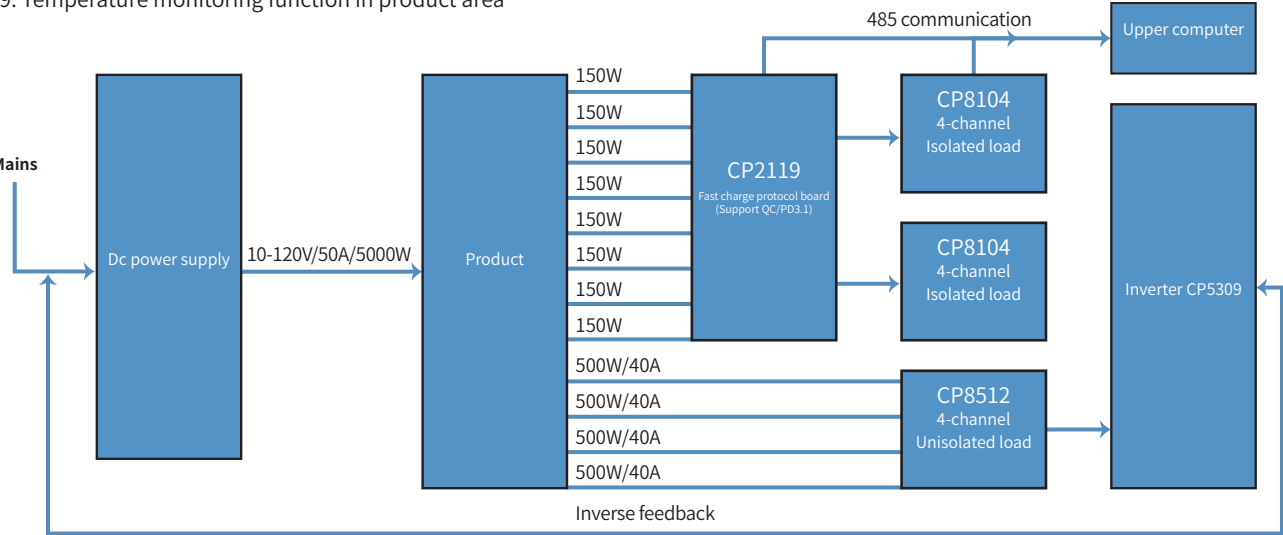 9. Temperature monitoring function in product area
485 communication
Upper computer
Mains
Dc power supply
10-120V/50A/5000W
Product
150W
150W
150W
150W
150W
150W
150W
150W
500W/40A
500W/40A
500W/40A
500W/40A
CP2119
Fast charge protocol board
(Support QC/PD3.1)
CP8104
4-channel
Isolated load
CP8104
4-channel
Isolated load
CP8512
4-channel
Unisolated load
Inverter CP5309
Inverse feedback